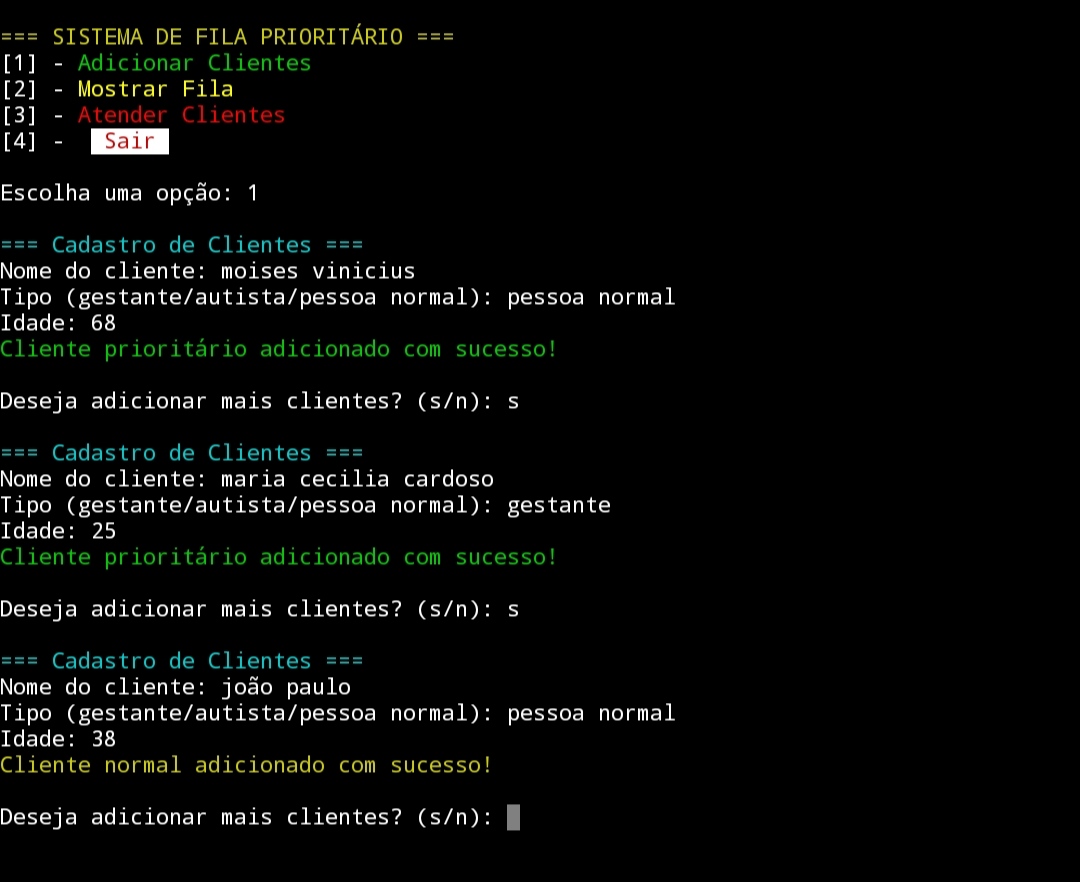 === SISTEMA DE FILA PRIORITÁRIO ===
[1] - Adicionar Clientes
[2] - Mostrar Fila
[3] - Atender Clientes
[4] - Sair
Escolha uma opção: 1
=== Cadastro de Clientes ===
Nome do cliente: moises vinicius
Tipo (gestante/autista/pessoa normal): pessoa normal
Idade: 68
Cliente prioritário adicionado com sucesso!
Deseja adicionar mais clientes? (s/n): s
=== Cadastro de Clientes ===
Nome do cliente: maria cecilia cardoso
Tipo (gestante/autista/pessoa normal): gestante
Idade: 25
Cliente prioritário adicionado com sucesso!
Deseja adicionar mais clientes? (s/n): s
=== Cadastro de Clientes ===
Nome do cliente: joão paulo
Tipo (gestante/autista/pessoa normal): pessoa normal
Idade: 38
Cliente normal adicionado com sucesso!
Deseja adicionar mais clientes? (s/n):